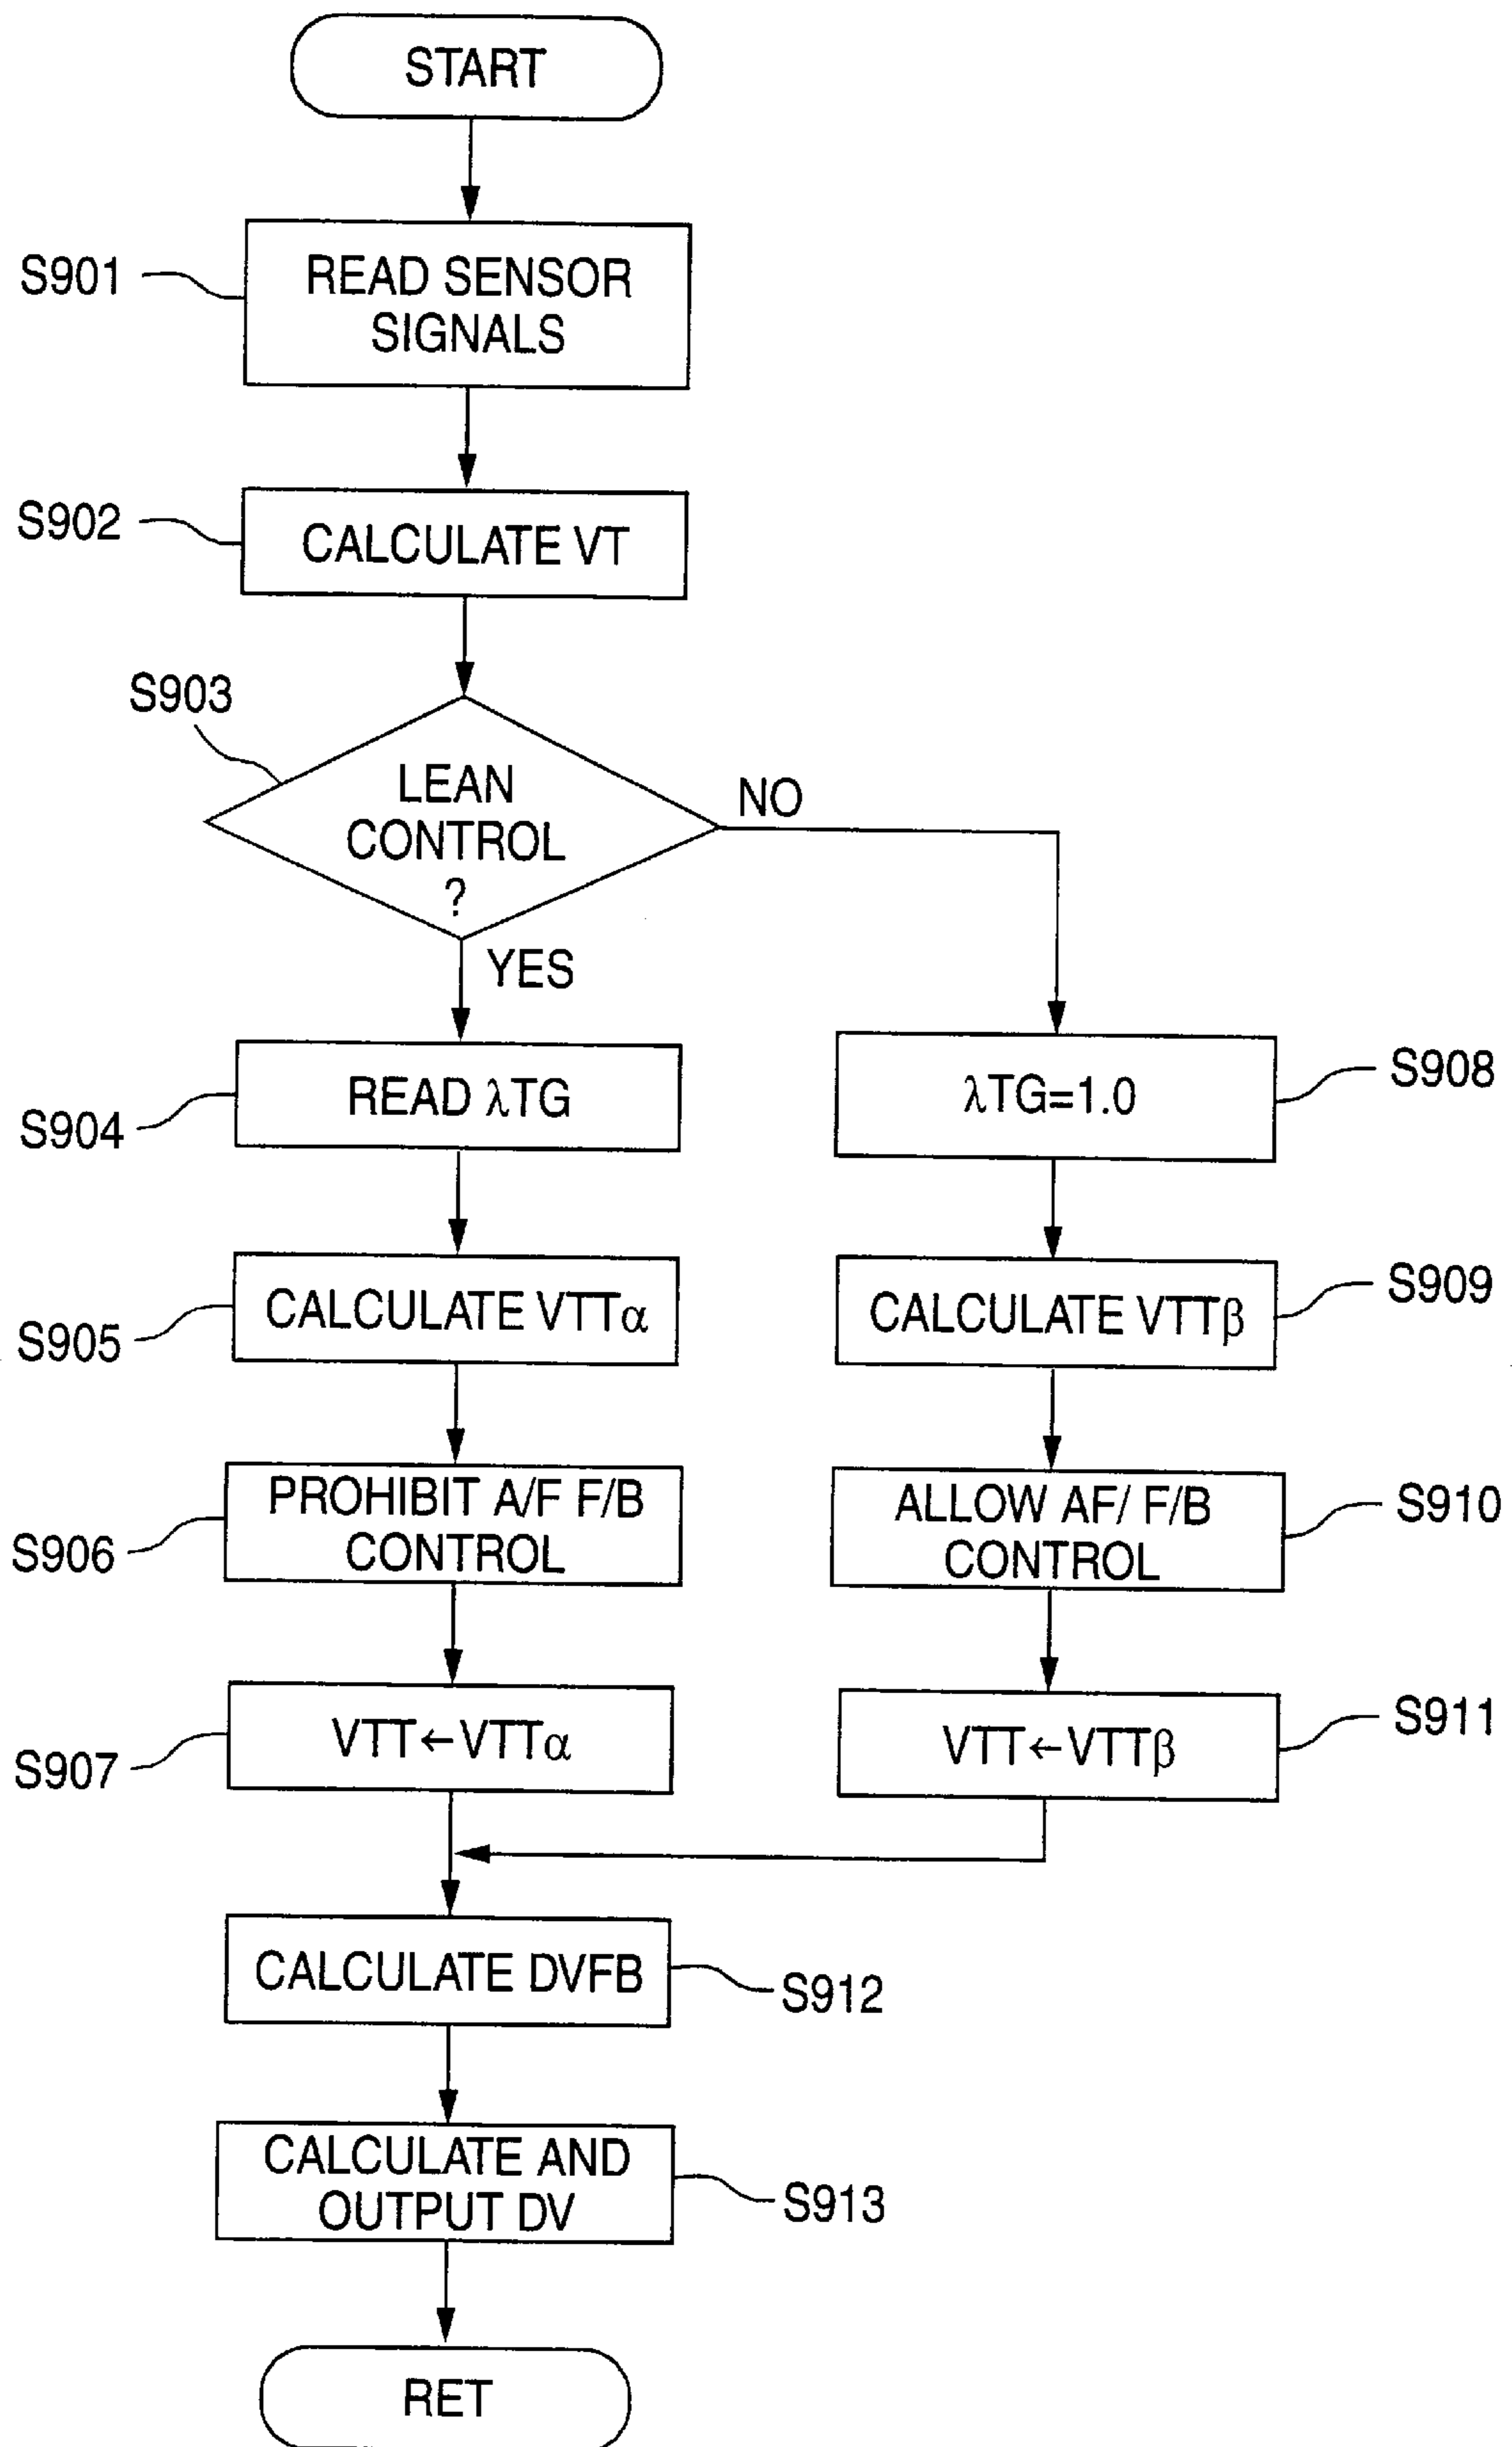 START
S901
READ SENSOR
SIGNALS
S902
CALCULATE VT
S903
LEAN
CONTROL
?
NO
YES
S904
READ λTG
λTG=1.0
S908
S905
CALCULATE VTTα
CALCULATE VTTβ
S909
S906
PROHIBIT A/F F/B
CONTROL
ALLOW AF/ F/B
CONTROL
S910
S907
VTT←VTTα
VTT←VTTβ
S911
CALCULATE DVFB
S912
CALCULATE AND
OUTPUT DV
S913
RET